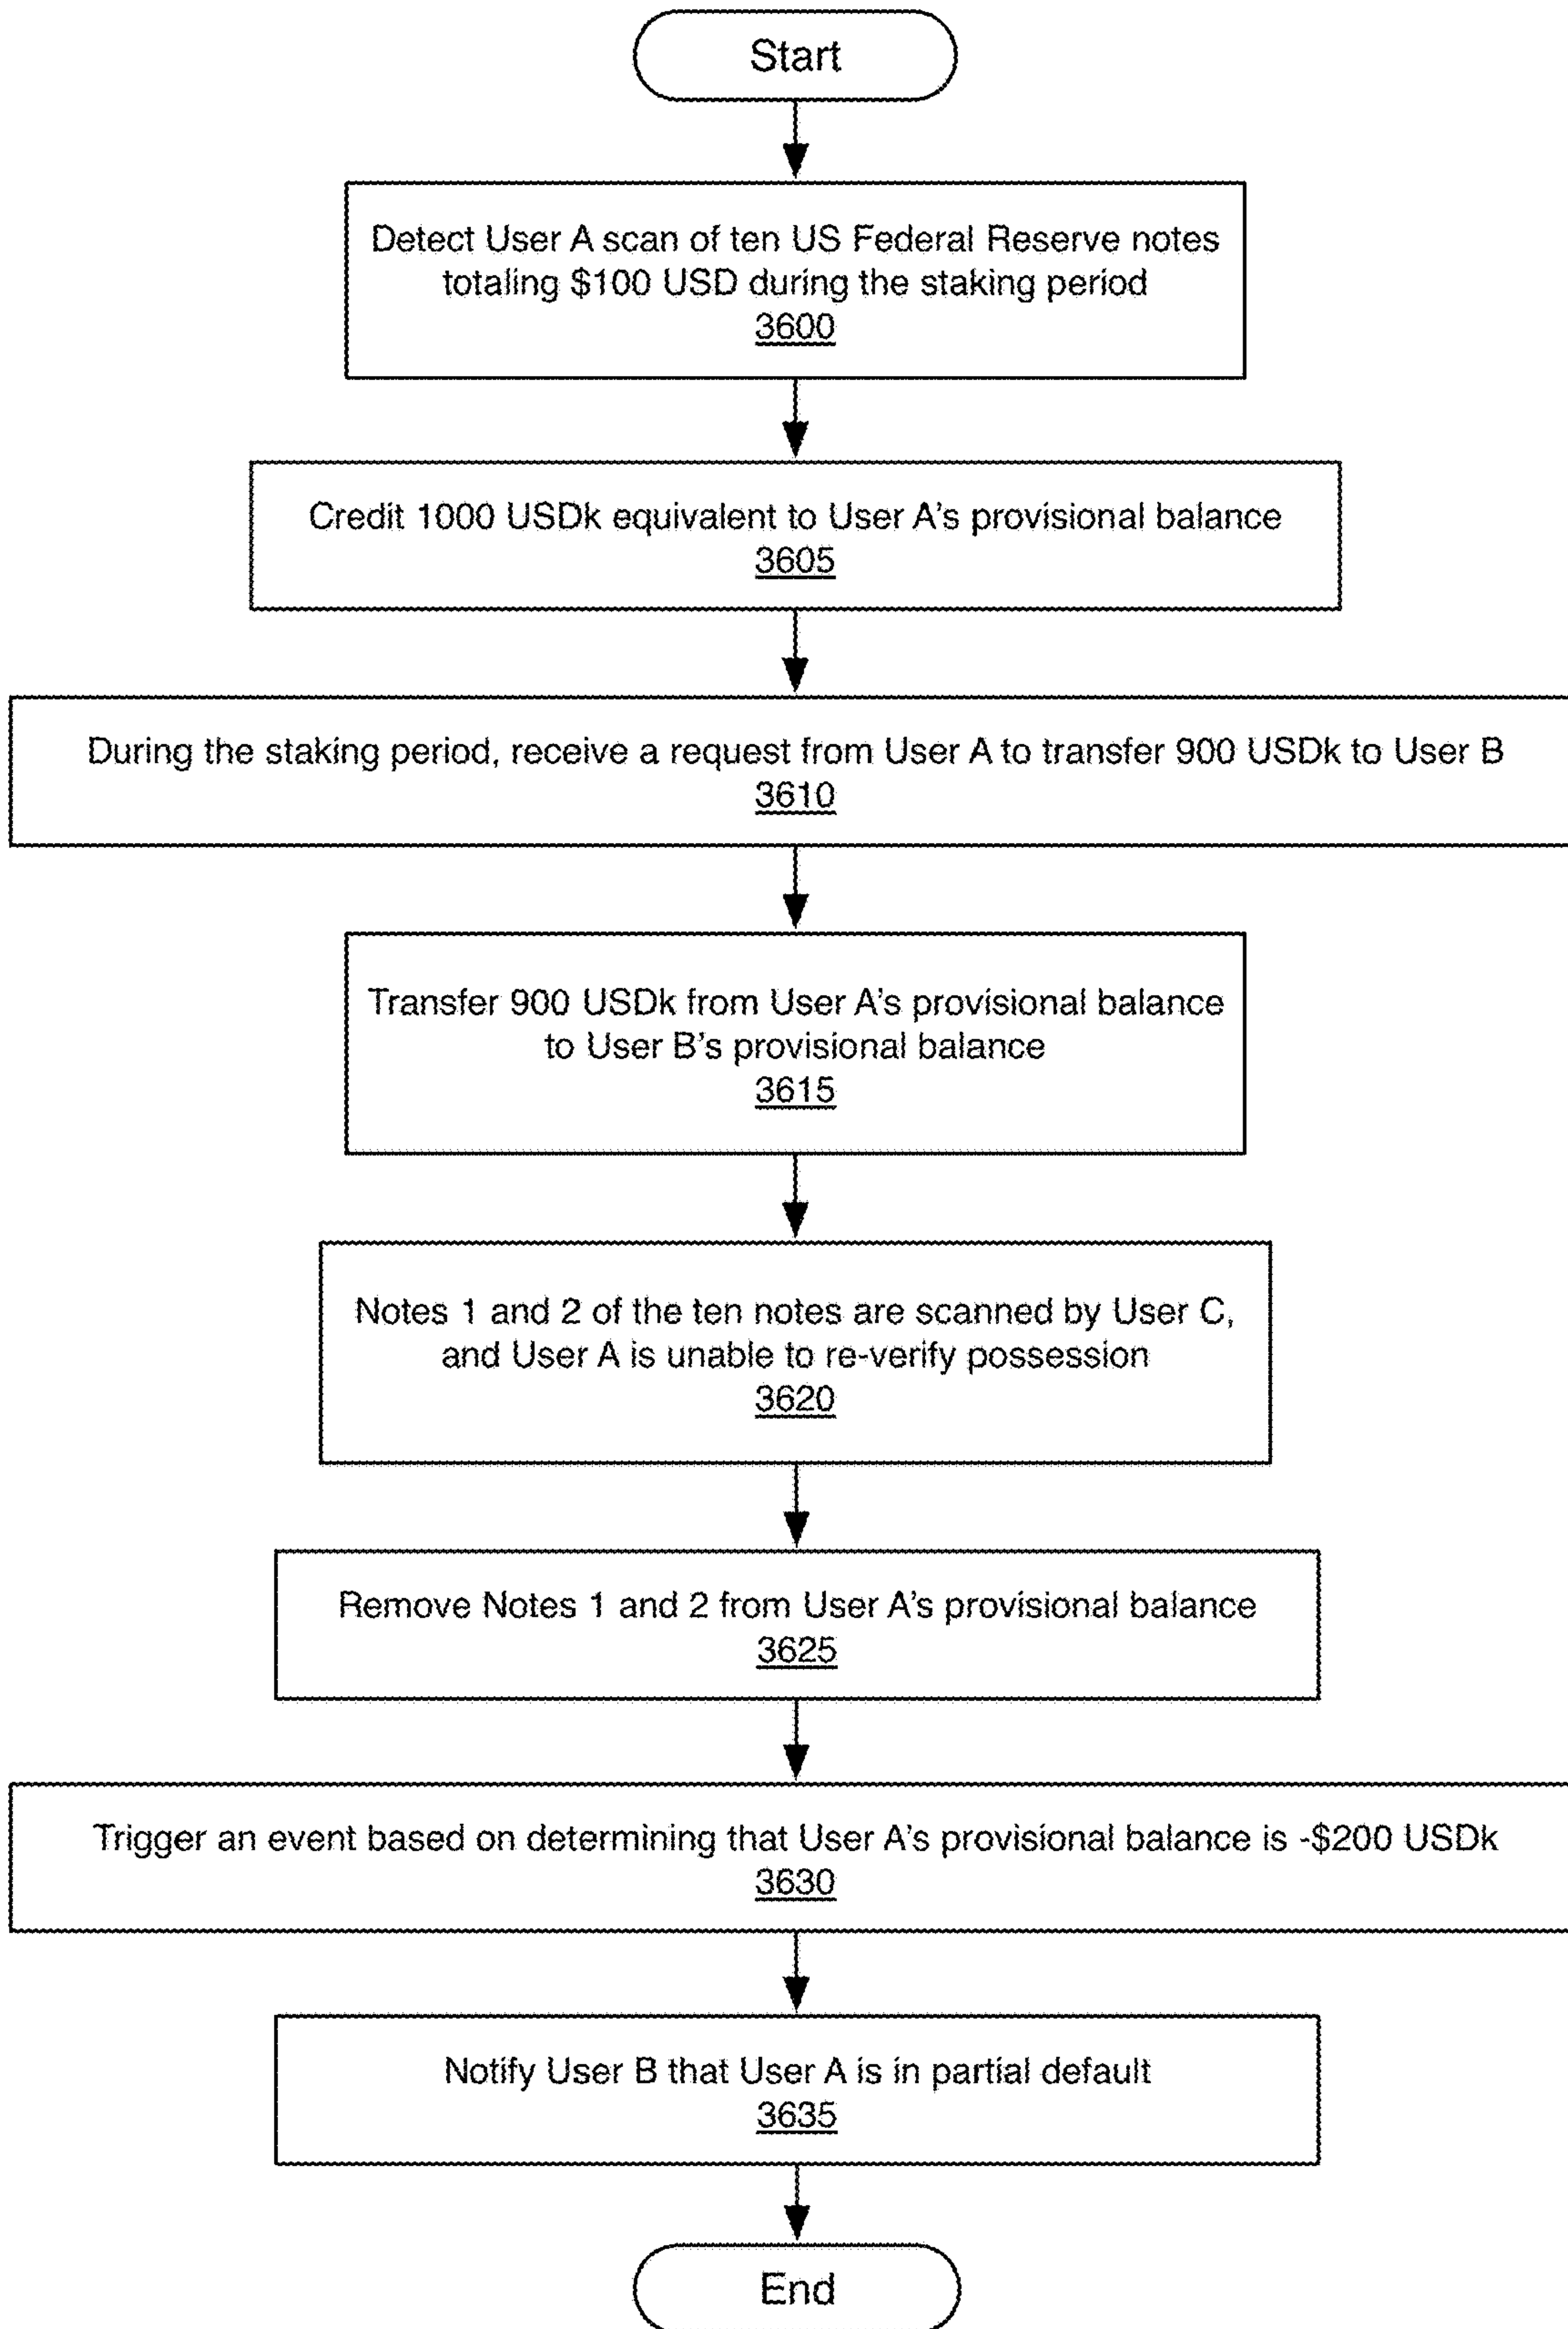 Start
Detect User A scan of ten US Federal Reserve notes
totaling $100 USD during the staking period
3600
Credit 1000 USDk equivalent to User A's provisional balance
3605
During the staking period, receive a request from User A to transfer 900 USDk to User B
3610
Transfer 900 USDk from User A's provisional balance
to User B's provisional balance
3615
Notes 1 and 2 of the ten notes are scanned by User C,
and User A is unable to re-verify possession
3620
Remove Notes 1 and 2 from User A's provisional balance
3625
Trigger an event based on determining that User A's provisional balance is -$200 USDk
3630
Notify User B that User A is in partial default
3635
End